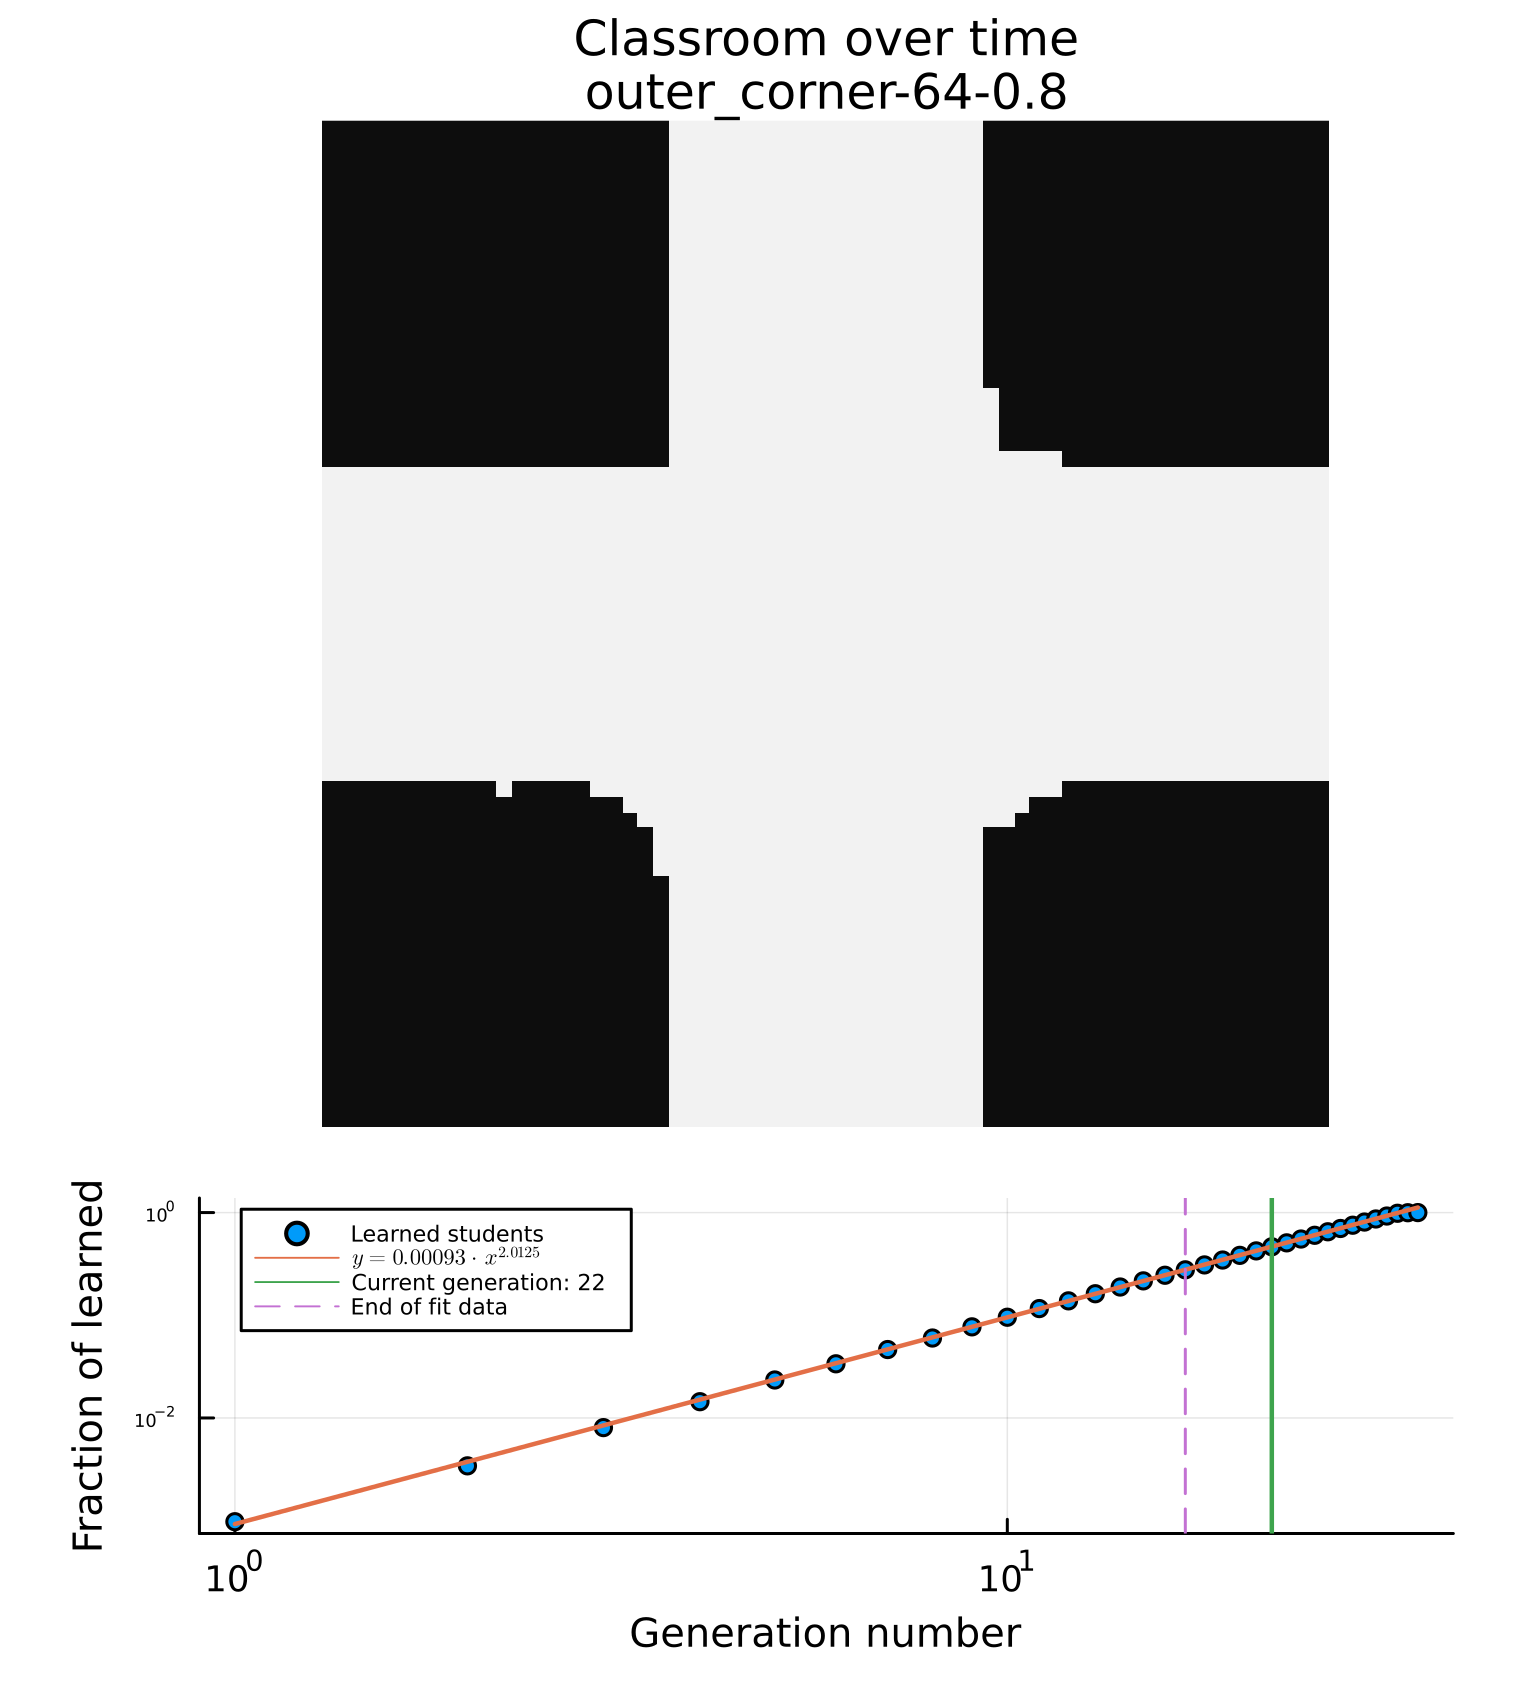 Classroom over time
outer_corner-64-0.8
Fraction of learned
10⁰
10⁻²
Learned students
y = 0.00093 · x^2.0125
Current generation: 22
End of fit data
10⁰
10¹
Generation number